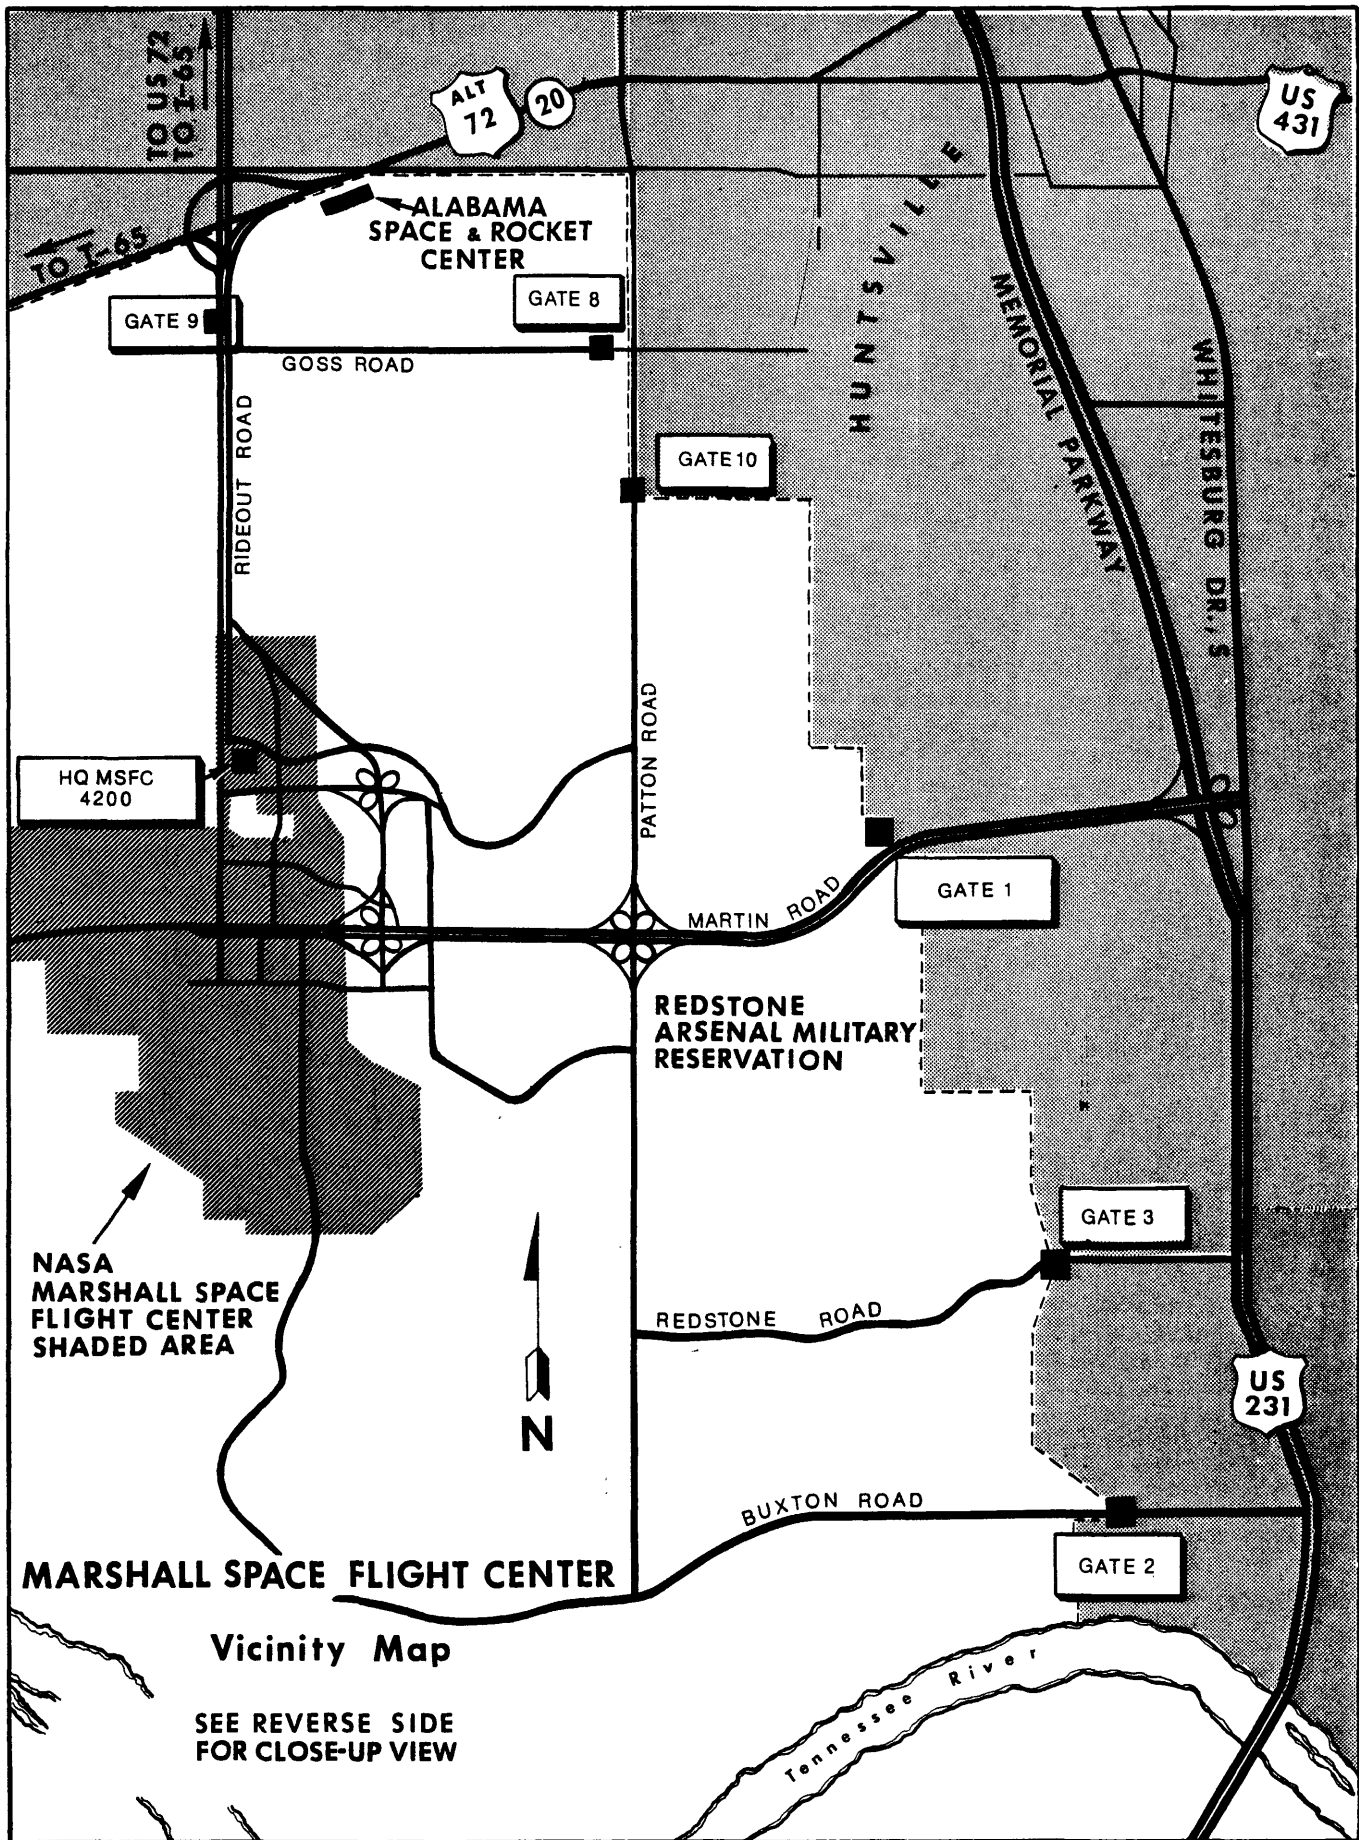 TO US 72
TO I-65
ALT
72
20
US
431
TO I-65
ALABAMA
SPACE & ROCKET
CENTER
HUNTSVILLE
GATE 8
GATE 9
GOSS ROAD
MEMORIAL PARKWAY
WHITESBURG DR., S
RIDEOUT ROAD
GATE 10
PATTON ROAD
HQ MSFC
4200
GATE 1
MARTIN ROAD
REDSTONE
ARSENAL MILITARY
RESERVATION
GATE 3
NASA
MARSHALL SPACE
FLIGHT CENTER
SHADED AREA
REDSTONE ROAD
US
231
N
BUXTON ROAD
GATE 2
MARSHALL SPACE FLIGHT CENTER
Vicinity Map
Tennessee River
SEE REVERSE SIDE
FOR CLOSE-UP VIEW